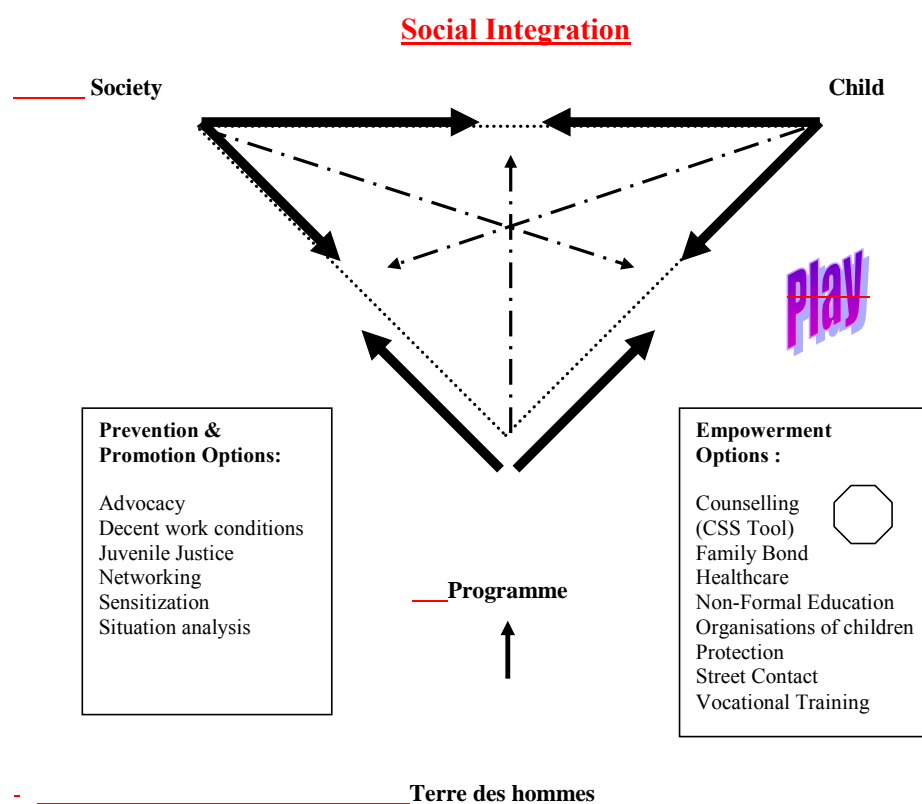 Social Integration
Society
Child
Play
Prevention &
Promotion Options:
Advocacy
Decent work conditions
Juvenile Justice
Networking
Sensitization
Situation analysis
Empowerment
Options :
Counselling
(CSS Tool)
Family Bond
Healthcare
Non-Formal Education
Organisations of children
Protection
Street Contact
Vocational Training
Programme
Terre des hommes